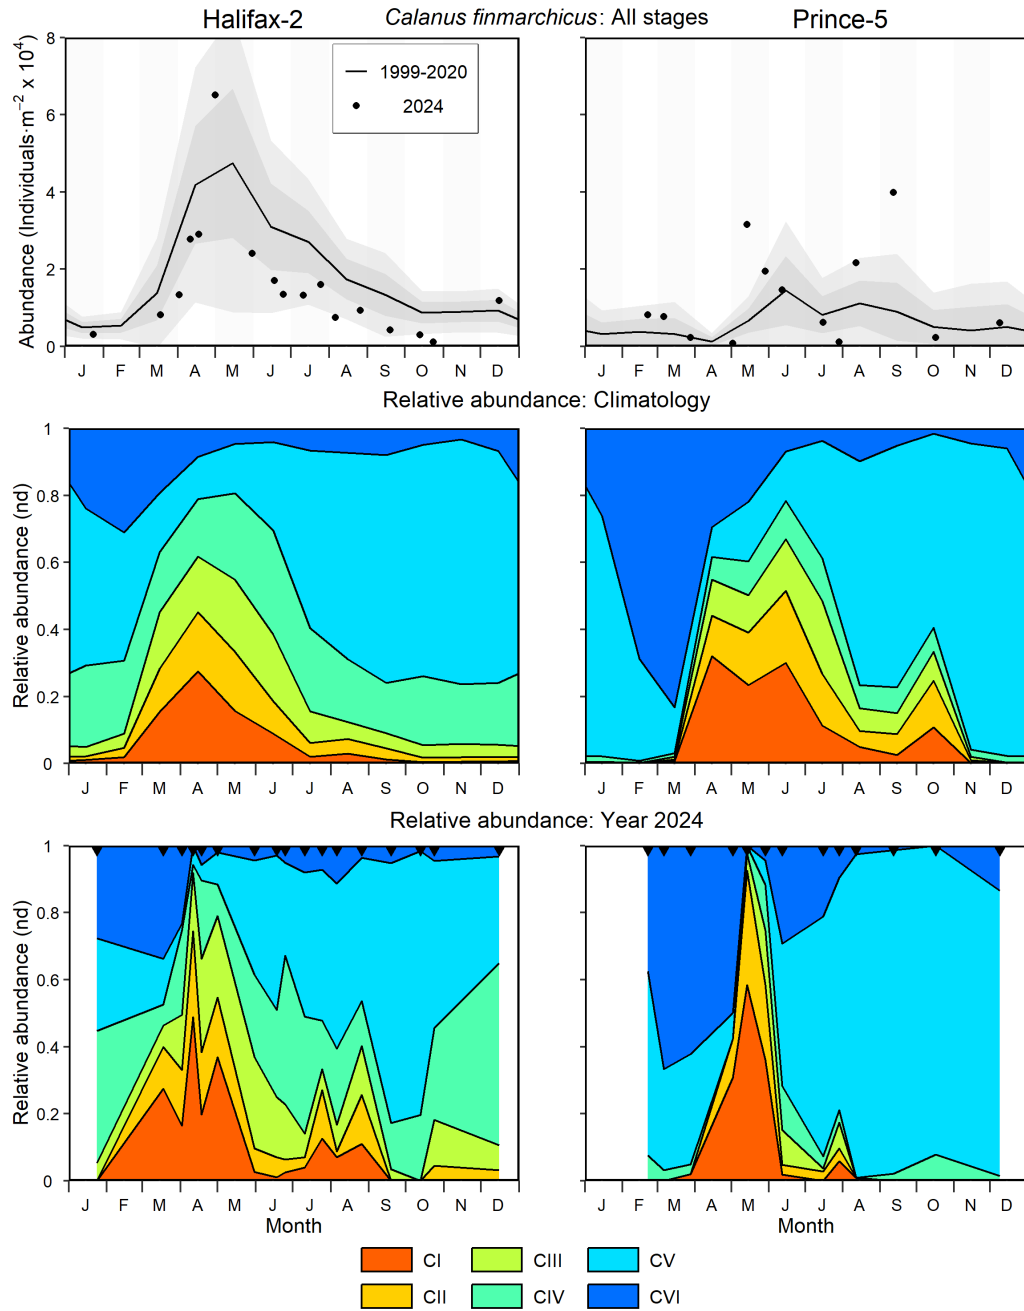 Halifax-2
Calanus finmarchicus: All stages
Prince-5
Abundance (Individuals·m⁻² x 10⁴)
8
6
4
2
0
1999-2020
2024
J F M A M J J A S O N D
J F M A M J J A S O N D
Relative abundance: Climatology
Relative abundance (nd)
1
0.8
0.6
0.4
0.2
0
J F M A M J J A S O N D
J F M A M J J A S O N D
Relative abundance: Year 2024
Relative abundance (nd)
1
0.8
0.6
0.4
0.2
0
J F M A M J J A S O N D
J F M A M J J A S O N D
Month
Month
CI CIII CV
CII CIV CVI